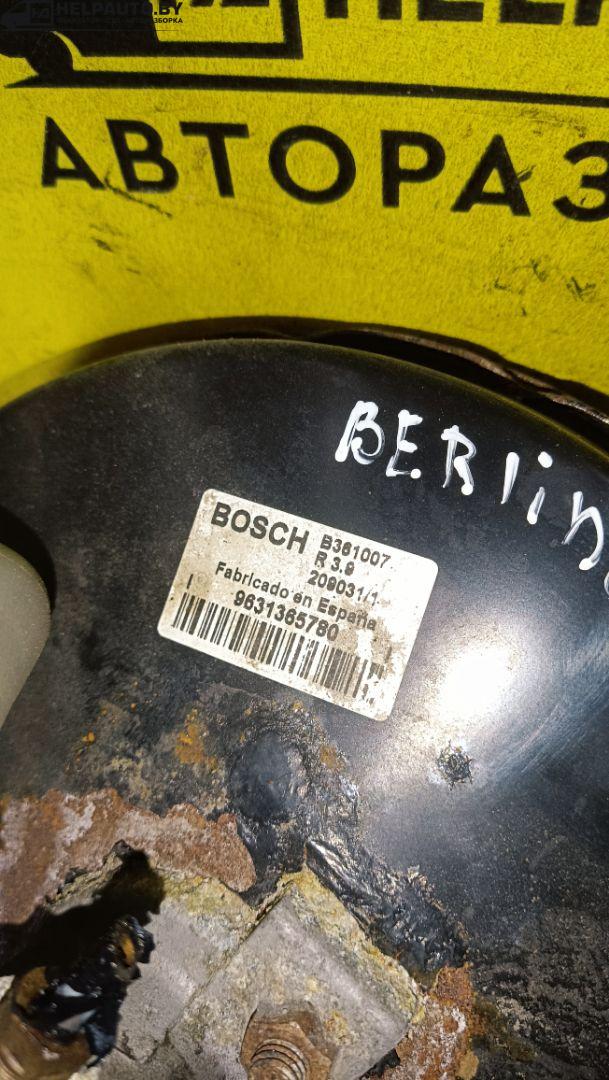 HELPAUTO.BY
АВТОРАЗ
BERlin
BOSCH B361007
R 3.9
209031/1
Fabricado en España
9631365780